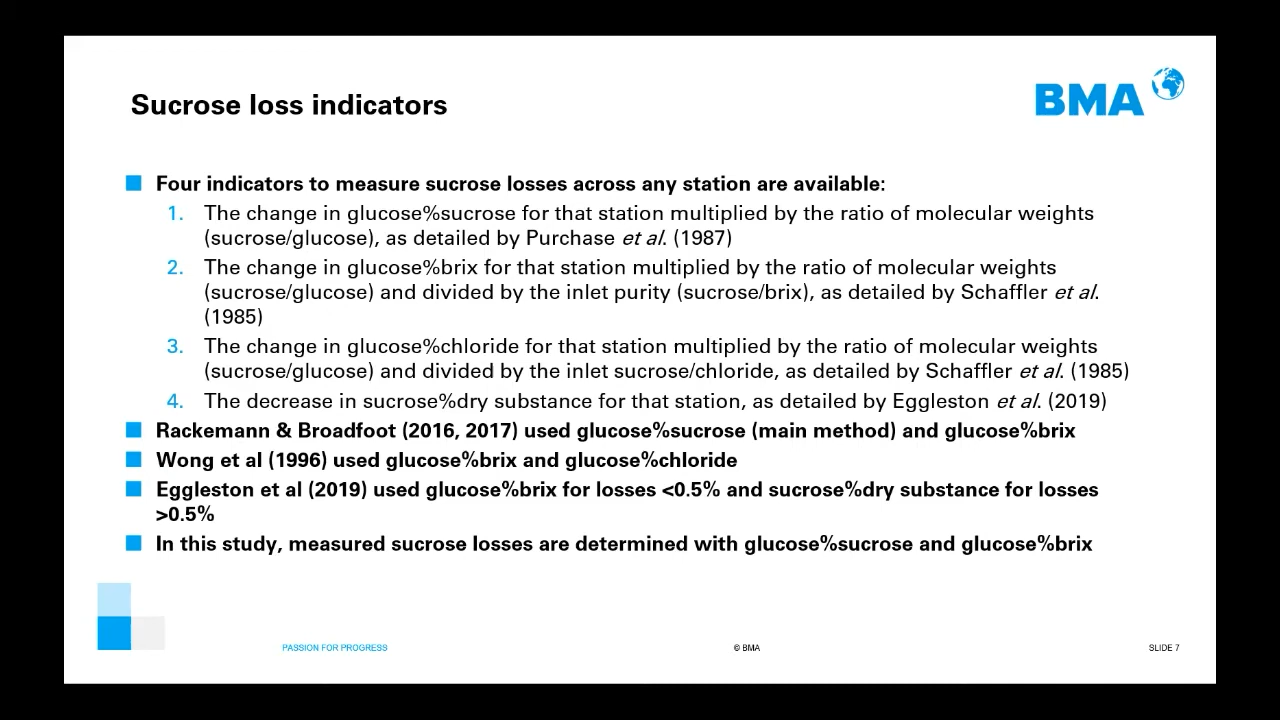 Sucrose loss indicators
BMA
Four indicators to measure sucrose losses across any station are available:
1. The change in glucose%sucrose for that station multiplied by the ratio of molecular weights
(sucrose/glucose), as detailed by Purchase et al. (1987)
2. The change in glucose%brix for that station multiplied by the ratio of molecular weights
(sucrose/glucose) and divided by the inlet purity (sucrose/brix), as detailed by Schaffler et al.
(1985)
3. The change in glucose%chloride for that station multiplied by the ratio of molecular weights
(sucrose/glucose) and divided by the inlet sucrose/chloride, as detailed by Schaffler et al. (1985)
4. The decrease in sucrose%dry substance for that station, as detailed by Eggleston et al. (2019)
Rackemann & Broadfoot (2016, 2017) used glucose%sucrose (main method) and glucose%brix
Wong et al (1996) used glucose%brix and glucose%chloride
Eggleston et al (2019) used glucose%brix for losses <0.5% and sucrose%dry substance for losses
>0.5%
In this study, measured sucrose losses are determined with glucose%sucrose and glucose%brix
PASSION FOR PROGRESS
© BMA
SLIDE 7